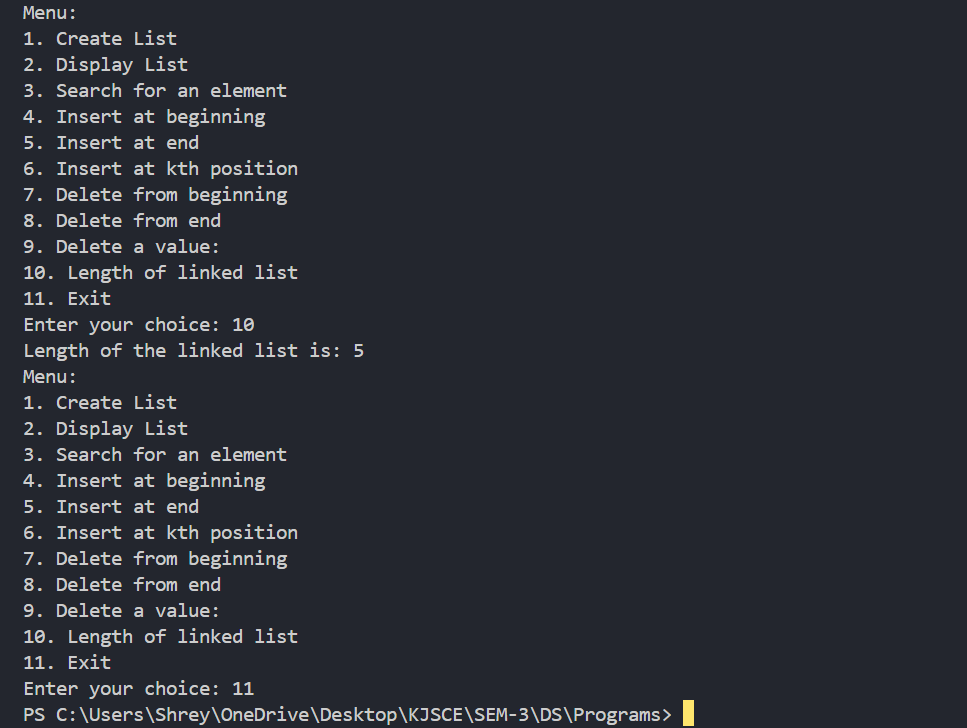 Menu:
1. Create List
2. Display List
3. Search for an element
4. Insert at beginning
5. Insert at end
6. Insert at kth position
7. Delete from beginning
8. Delete from end
9. Delete a value:
10. Length of linked list
11. Exit
Enter your choice: 10
Length of the linked list is: 5
Menu:
1. Create List
2. Display List
3. Search for an element
4. Insert at beginning
5. Insert at end
6. Insert at kth position
7. Delete from beginning
8. Delete from end
9. Delete a value:
10. Length of linked list
11. Exit
Enter your choice: 11
PS C:\Users\Shrey\OneDrive\Desktop\KJSCE\SEM-3\DS\Programs>